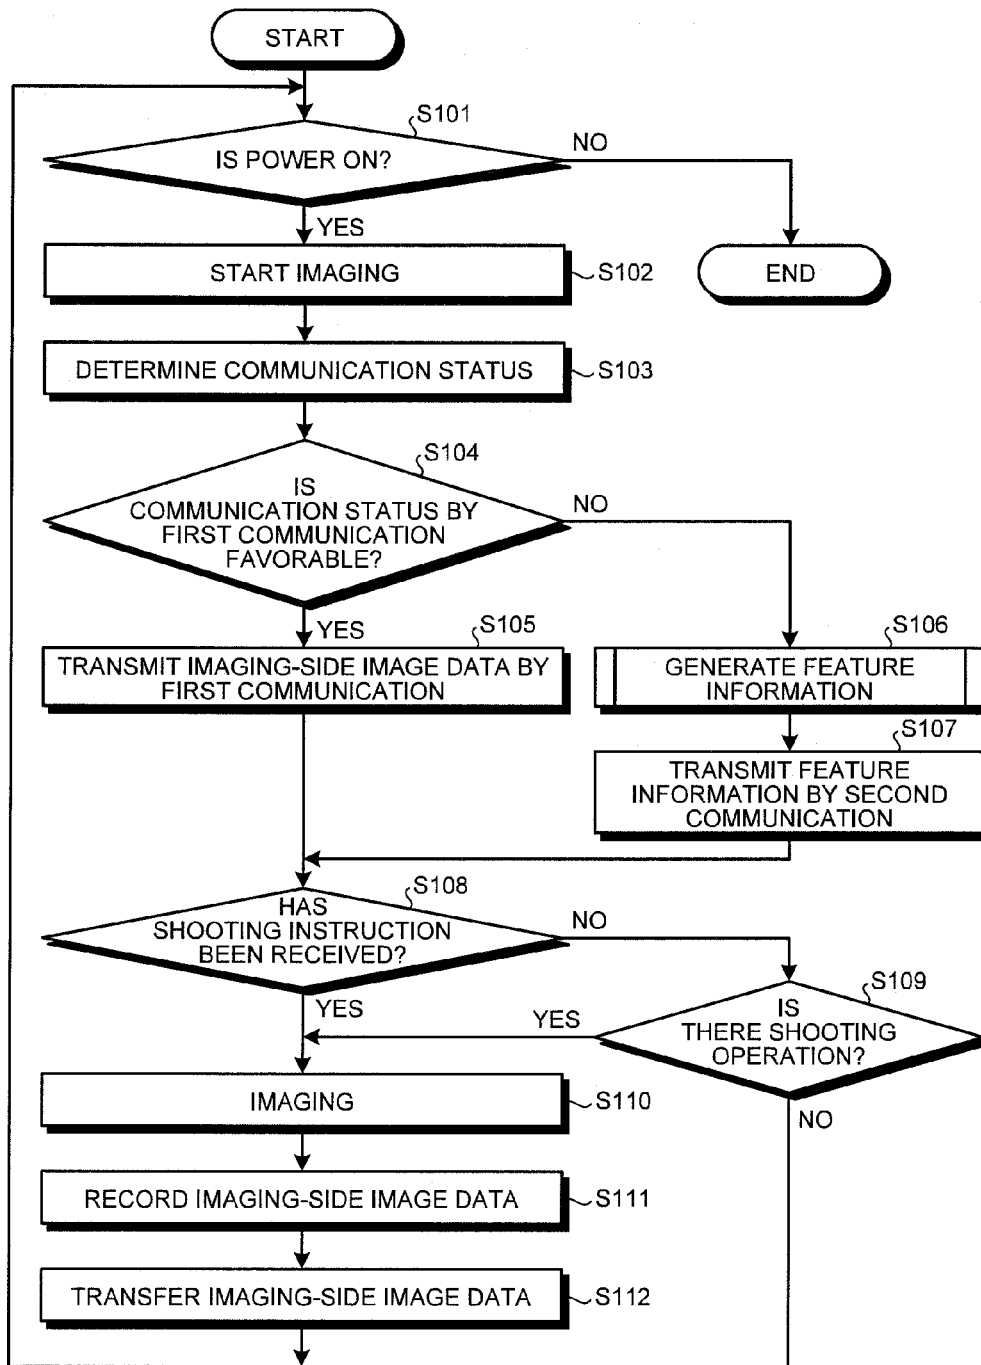 START
S101
IS POWER ON?
NO
YES
START IMAGING
S102
END
DETERMINE COMMUNICATION STATUS
S103
S104
IS
COMMUNICATION STATUS BY
FIRST COMMUNICATION
FAVORABLE?
NO
YES
S105
TRANSMIT IMAGING-SIDE IMAGE DATA BY
FIRST COMMUNICATION
S106
GENERATE FEATURE
INFORMATION
S107
TRANSMIT FEATURE
INFORMATION BY SECOND
COMMUNICATION
S108
HAS
SHOOTING INSTRUCTION
BEEN RECEIVED?
NO
YES
S109
IS
THERE SHOOTING
OPERATION?
YES
NO
IMAGING
S110
RECORD IMAGING-SIDE IMAGE DATA
S111
TRANSFER IMAGING-SIDE IMAGE DATA
S112